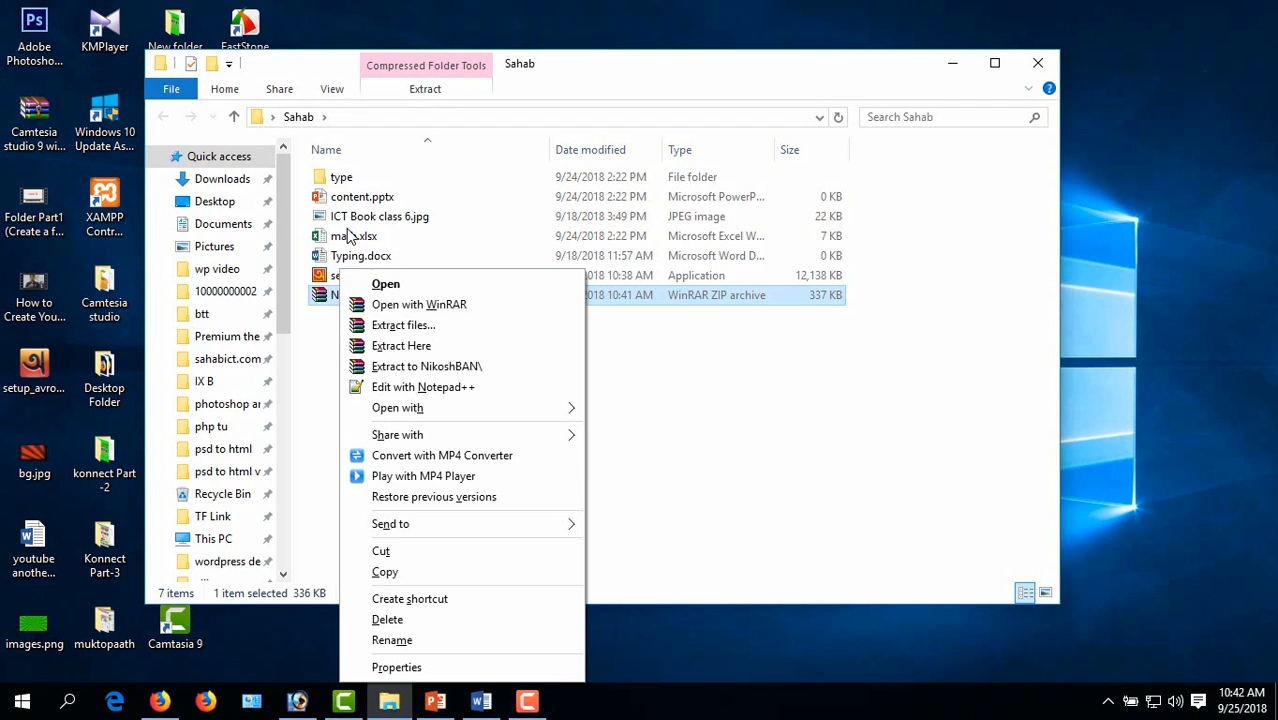 Adobe
Photosho...
KMPlayer
New folder
FastStone
Camtesia
studio 9 wi...
Windows 10
Update As...
Folder Part1
(Create a f...
XAMPP
Contr...
How to
Create You...
Camtesia
studio
setup_avro...
Desktop
Folder
bg.jpg
konnect Part
-2
youtube
anothe...
Konnect
Part-3
images.png
muktopaath
Camtasia 9
Compressed Folder Tools
Sahab
File
Home
Share
View
Extract
Sahab
Search Sahab
Name
Date modified
Type
Size
Quick access
Downloads
Desktop
Documents
Pictures
wp video
10000000002
btt
Premium the
sahabict.com
IX B
photoshop ar
php tu
psd to html
psd to html v
Recycle Bin
TF Link
This PC
wordpress de
type 9/24/2018 2:22 PM File folder
content.pptx 9/24/2018 2:22 PM Microsoft PowerP... 0 KB
ICT Book class 6.jpg 9/18/2018 3:49 PM JPEG image 22 KB
9/24/2018 2:22 PM Microsoft Excel W... 7 KB
Typing.docx 9/18/2018 11:57 AM Microsoft Word D... 0 KB
se /2018 10:38 AM Application 12,138 KB
N /2018 10:41 AM WinRAR ZIP archive 337 KB
Open
Open with WinRAR
Extract files...
Extract Here
Extract to NikoshBAN\
Edit with Notepad++
Open with
Share with
Convert with MP4 Converter
Play with MP4 Player
Restore previous versions
Send to
Cut
Copy
Create shortcut
Delete
Rename
Properties
7 items
1 item selected 336 KB
10:42 AM
9/25/2018